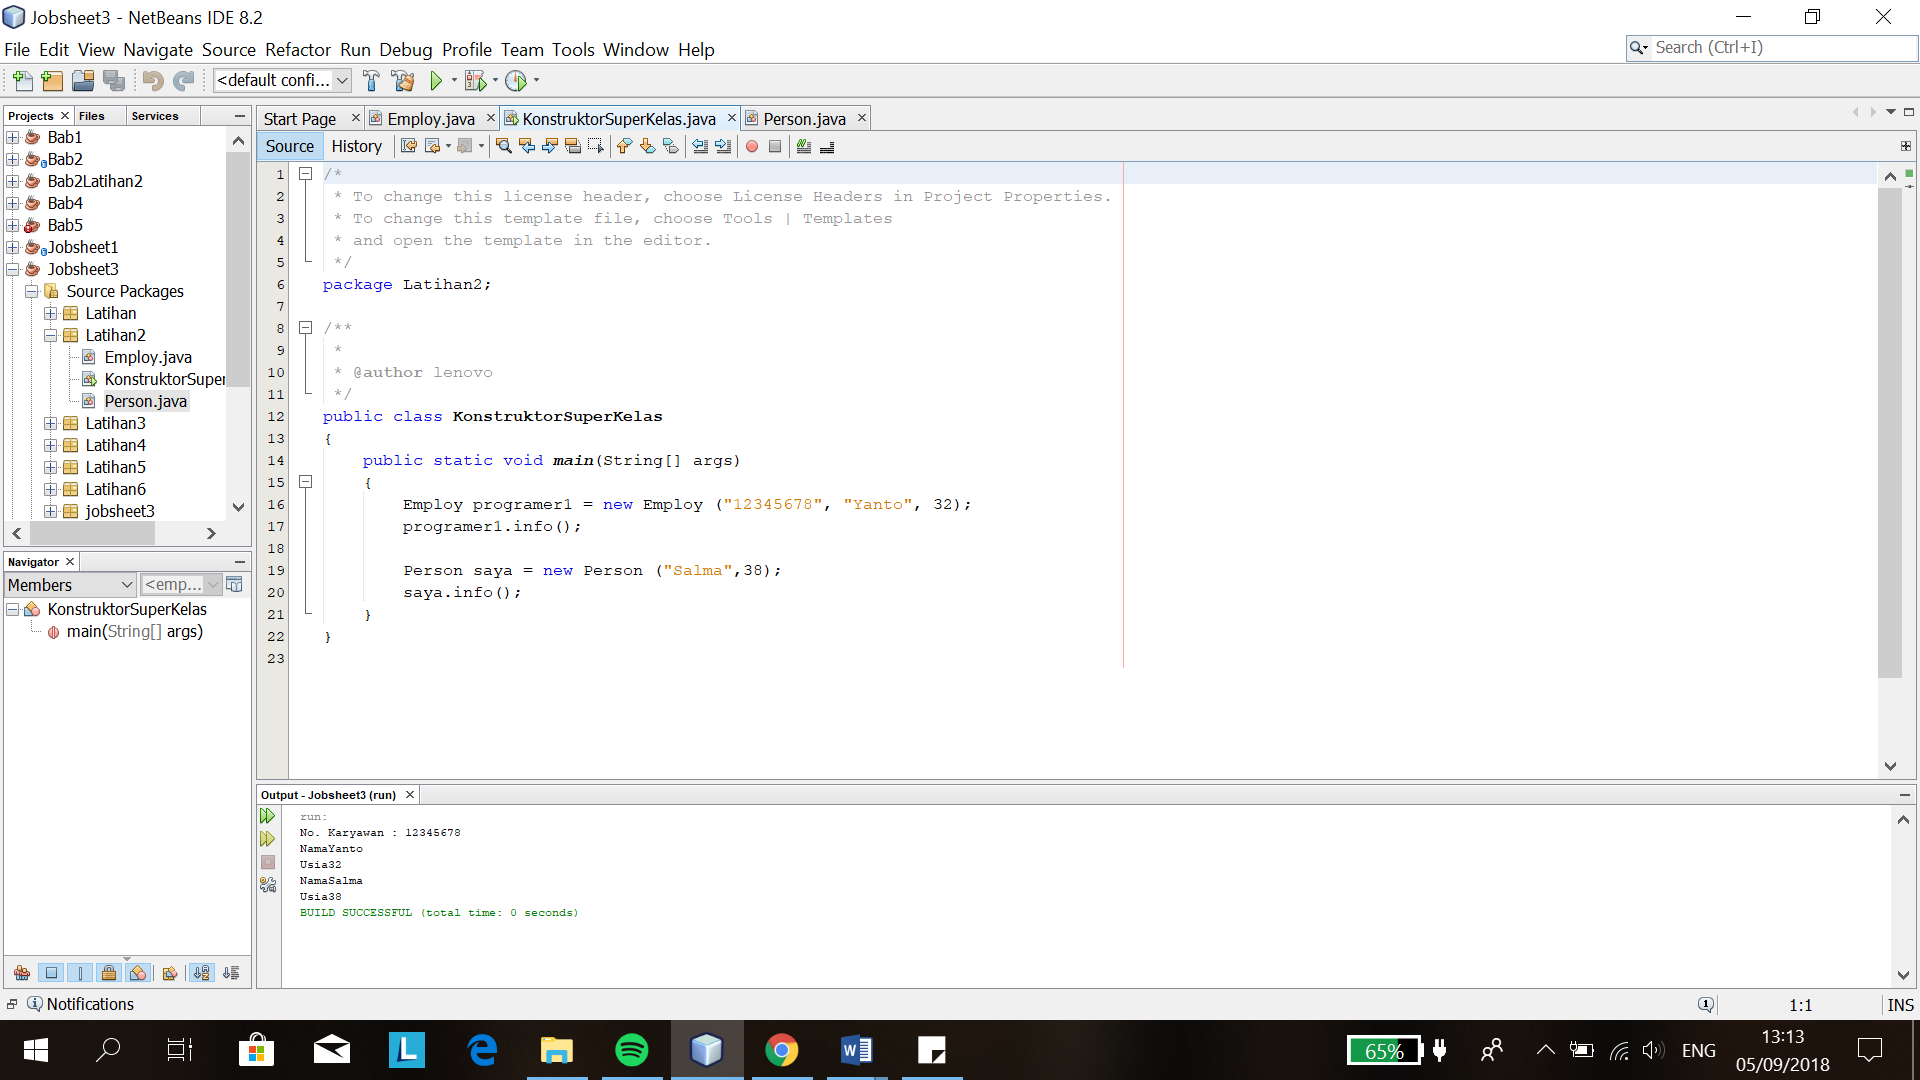 Jobsheet3 - NetBeans IDE 8.2
File Edit View Navigate Source Refactor Run Debug Profile Team Tools Window Help
Search (Ctrl+I)
<default confi...
Projects Files Services
Bab1
Bab2
Bab2Latihan2
Bab4
Bab5
Jobsheet1
Jobsheet3
Source Packages
Latihan
Latihan2
Employ.java
KonstruktorSuper
Person.java
Latihan3
Latihan4
Latihan5
Latihan6
jobsheet3
Navigator
Members <emp...
KonstruktorSuperKelas
main(String[] args)
Start Page Employ.java KonstruktorSuperKelas.java Person.java
Source History
1 /*
2 * To change this license header, choose License Headers in Project Properties.
3 * To change this template file, choose Tools | Templates
4 * and open the template in the editor.
5 */
6 package Latihan2;
7
8 /**
9 *
10 * @author lenovo
11 */
12 public class KonstruktorSuperKelas
13 {
14 public static void main(String[] args)
15 {
16 Employ programer1 = new Employ ("12345678", "Yanto", 32);
17 programer1.info();
18
19 Person saya = new Person ("Salma",38);
20 saya.info();
21 }
22 }
23
Output - Jobsheet3 (run)
run:
No. Karyawan : 12345678
NamaYanto
Usia32
NamaSalma
Usia38
BUILD SUCCESSFUL (total time: 0 seconds)
Notifications
1:1 INS
65%
ENG
13:13
05/09/2018